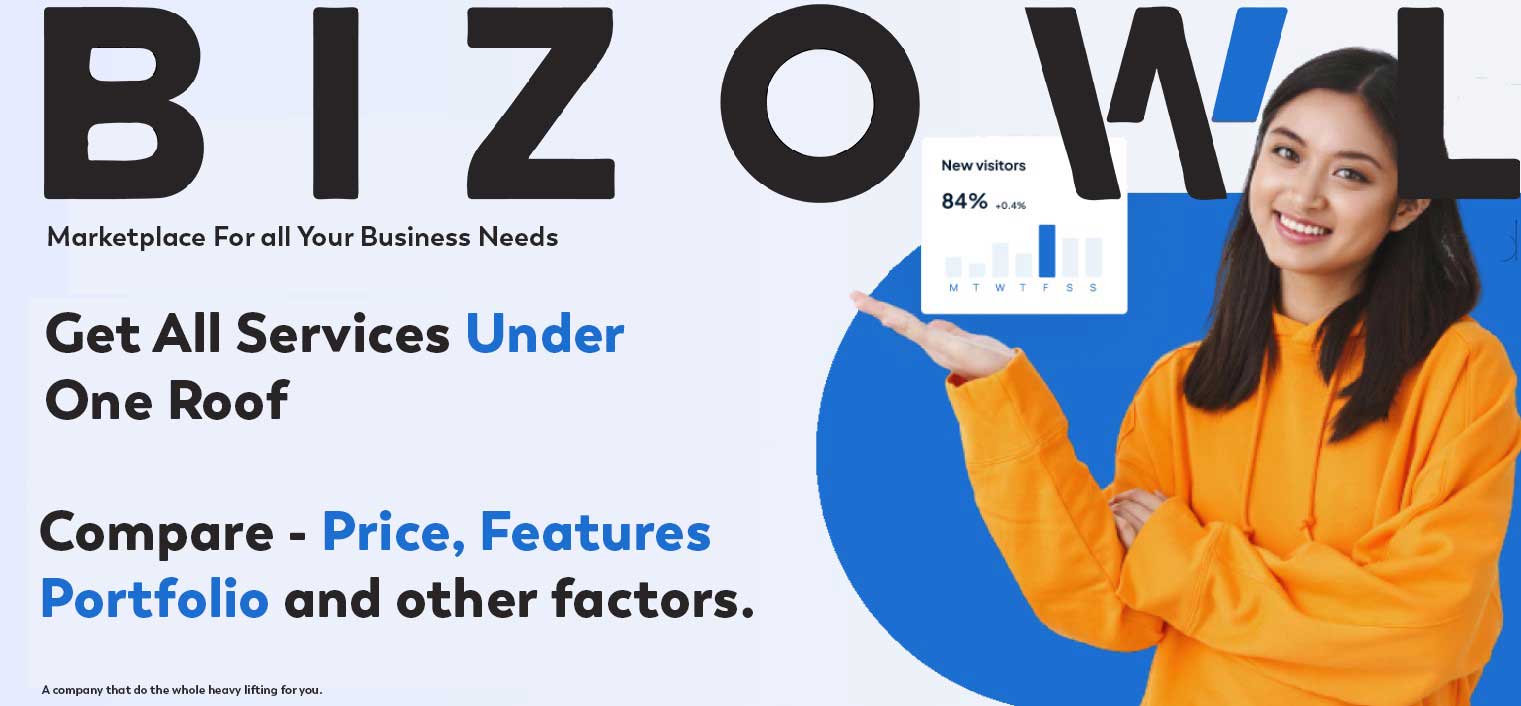 BIZOWL
Marketplace For all Your Business Needs
New visitors
84% +0.4%
M T W T F S S
Get All Services Under
One Roof
Compare - Price, Features
Portfolio and other factors.
A company that do the whole heavy lifting for you.